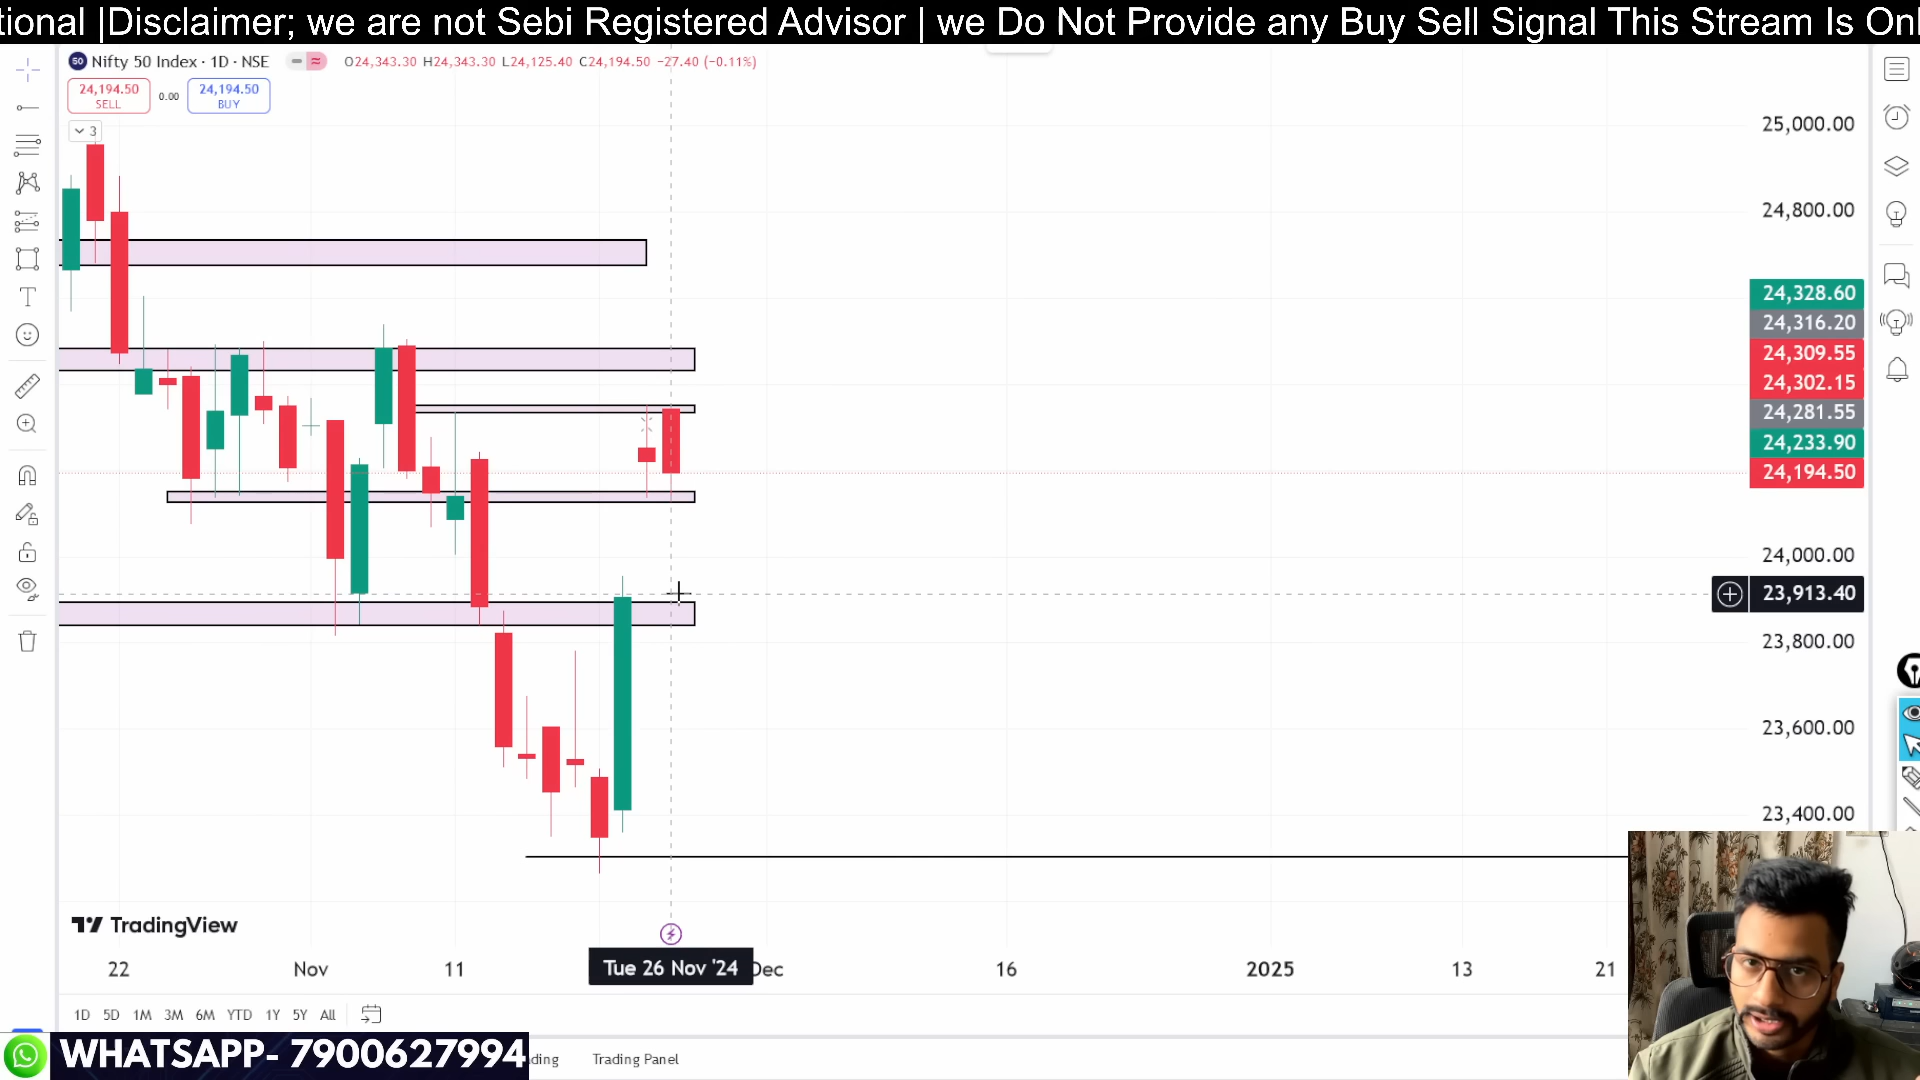 tional |Disclaimer; we are not Sebi Registered Advisor | we Do Not Provide any Buy Sell Signal This Stream Is Onl
50 Nifty 50 Index · 1D · NSE O24,343.30 H24,343.30 L24,125.40 C24,194.50 −27.40 (−0.11%)
24,194.50 SELL 0.00 24,194.50 BUY
3
25,000.00
24,800.00
24,328.60
24,316.20
24,309.55
24,302.15
24,281.55
24,233.90
24,194.50
24,000.00
23,913.40
23,800.00
23,600.00
23,400.00
TradingView
22 Nov 11 Tue 26 Nov '24 Dec 16 2025 13 21
1D 5D 1M 3M 6M YTD 1Y 5Y All
WHATSAPP- 7900627994 ding Trading Panel